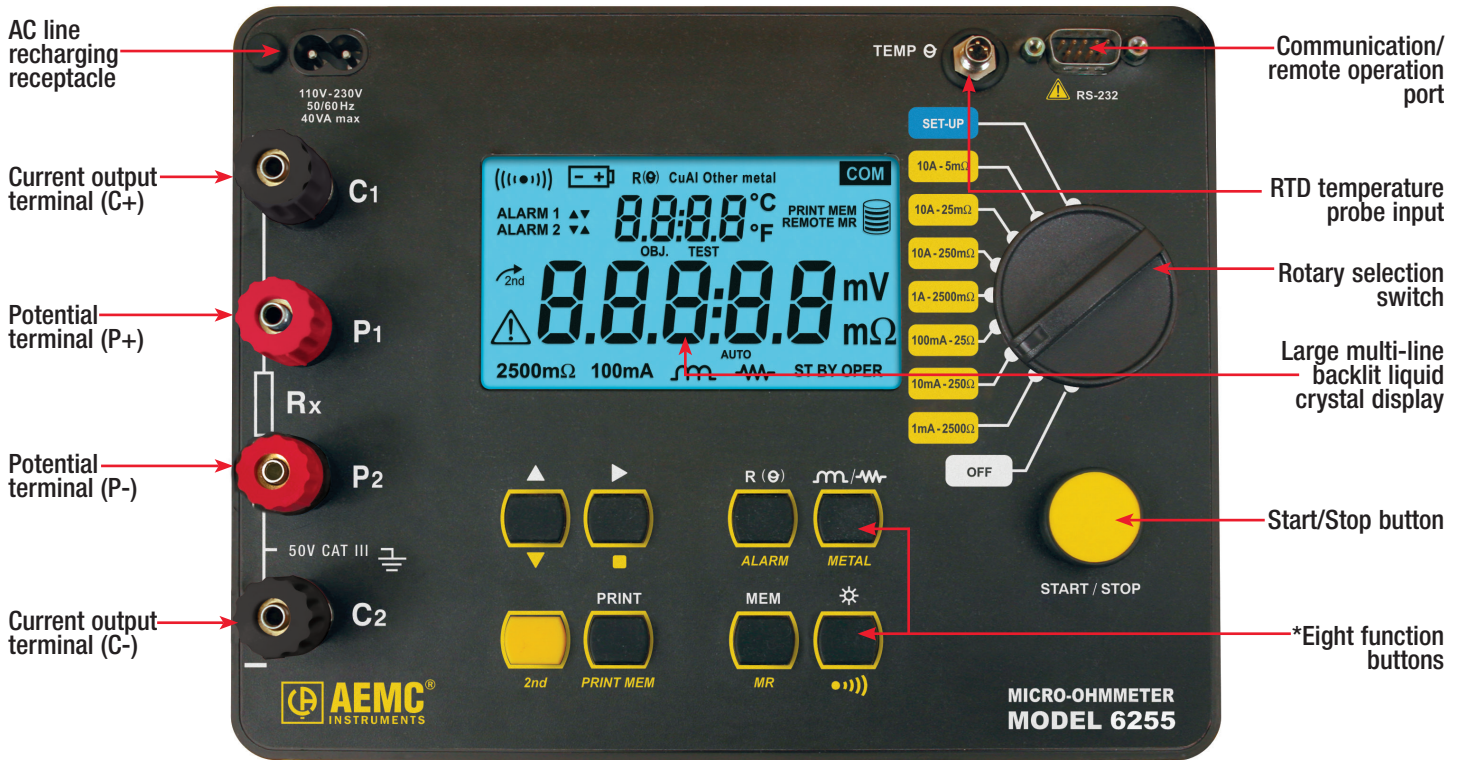 AC line
recharging
receptacle
110V-230V
50/60 Hz
40VA max
TEMP Θ
RS-232
Communication/
remote operation
port
Current output
terminal (C+)
C1
Potential
terminal (P+)
P1
Rx
Potential
terminal (P-)
P2
50V CAT III
Current output
terminal (C-)
C2
R(Θ) CuAl Other metal
COM
ALARM 1 ▲▼
ALARM 2 ▼▲
8.8:8.8 °C
°F
PRINT MEM
REMOTE MR
OBJ. TEST
2nd
8.8.8:8.8 mV
mΩ
AUTO
2500mΩ 100mA ST BY OPER
SET-UP
10A - 5mΩ
10A - 25mΩ
10A - 250mΩ
1A - 2500mΩ
100mA - 25Ω
10mA - 250Ω
1mA - 2500Ω
OFF
RTD temperature
probe input
Rotary selection
switch
Large multi-line
backlit liquid
crystal display
Start/Stop button
START / STOP
*Eight function
buttons
R (Θ)
ALARM
METAL
PRINT
MEM
2nd
PRINT MEM
MR
AEMC®
INSTRUMENTS
MICRO-OHMMETER
MODEL 6255